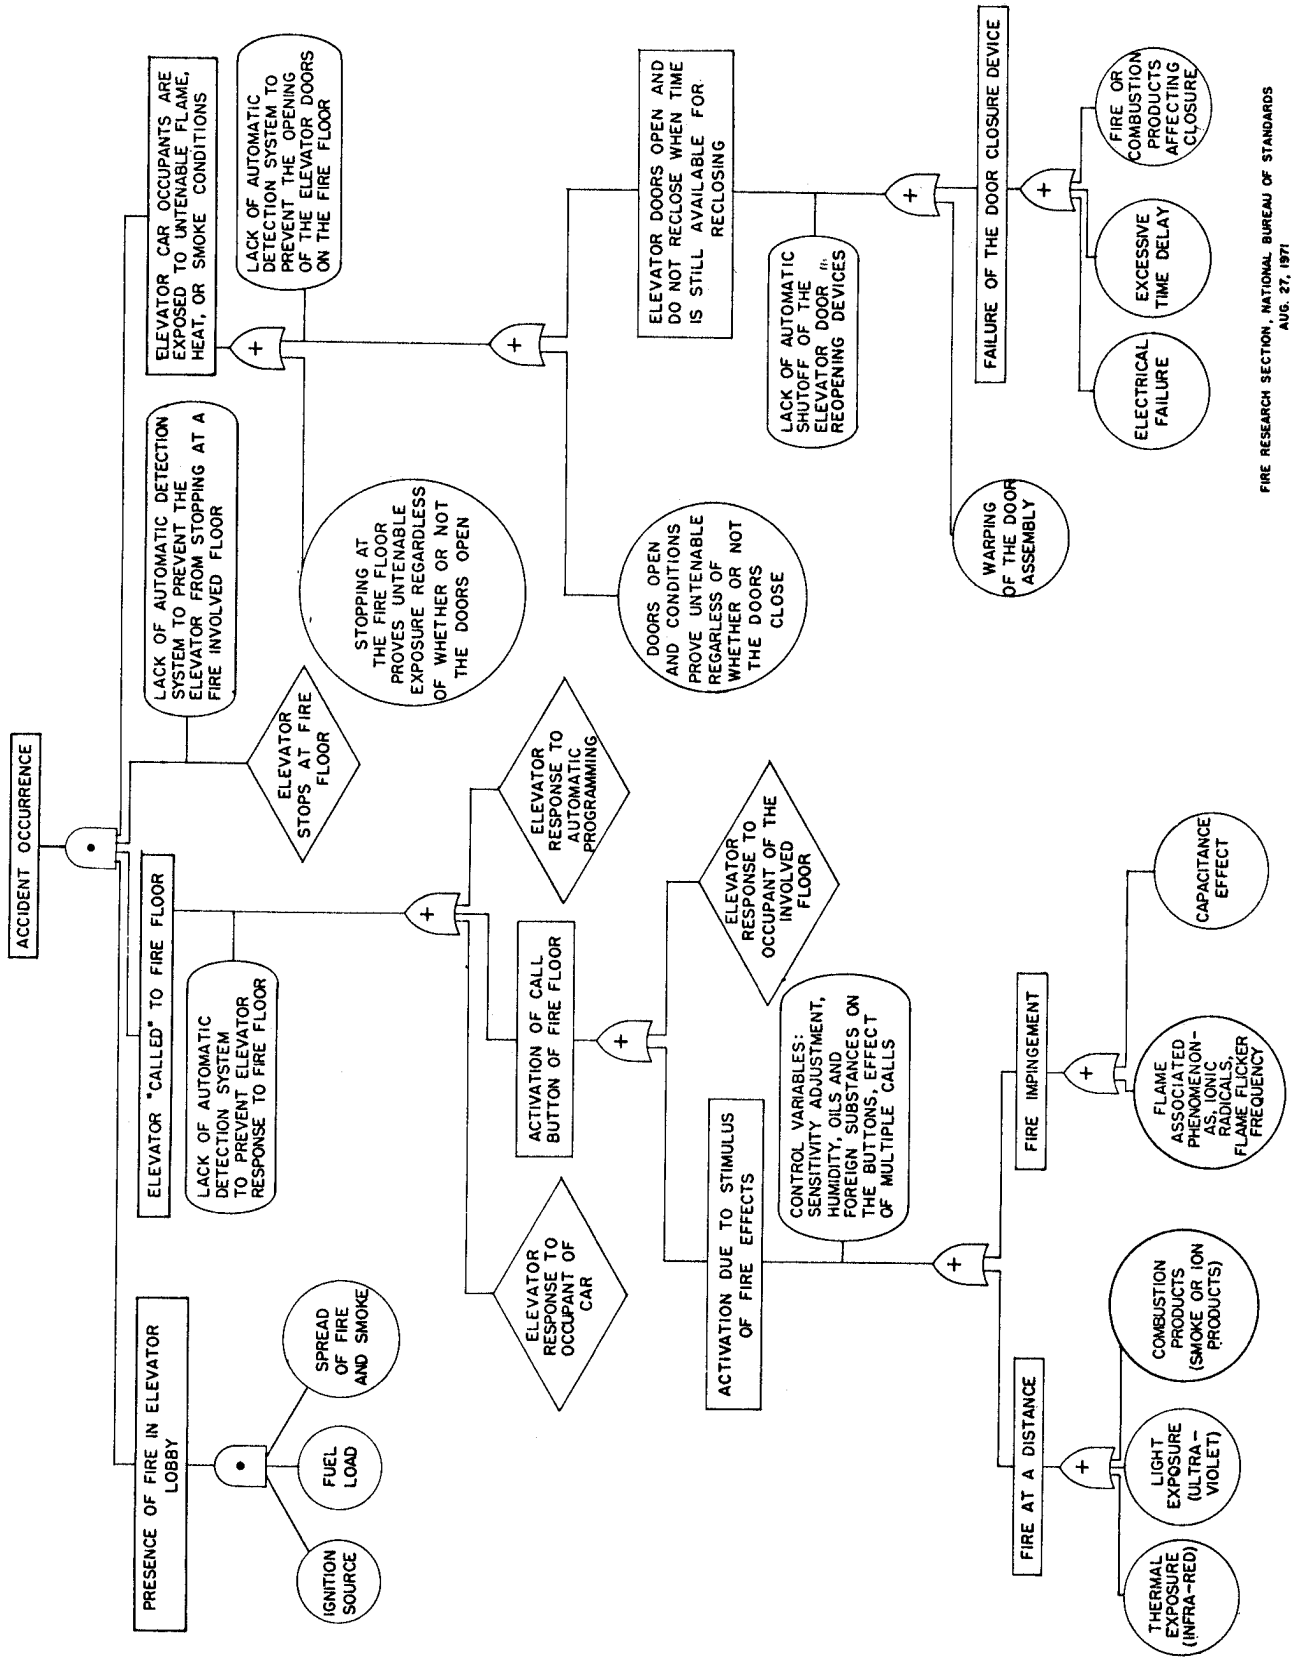 ACCIDENT OCCURRENCE
PRESENCE OF FIRE IN ELEVATOR
LOBBY
IGNITION
SOURCE
FUEL
LOAD
SPREAD
OF FIRE
AND SMOKE
ELEVATOR "CALLED" TO FIRE FLOOR
LACK OF AUTOMATIC
DETECTION SYSTEM
TO PREVENT ELEVATOR
RESPONSE TO FIRE FLOOR
ELEVATOR
STOPS AT FIRE
FLOOR
LACK OF AUTOMATIC DETECTION
SYSTEM TO PREVENT THE
ELEVATOR FROM STOPPING AT A
FIRE INVOLVED FLOOR
ELEVATOR CAR OCCUPANTS ARE
EXPOSED TO UNTENABLE FLAME,
HEAT, OR SMOKE CONDITIONS
LACK OF AUTOMATIC
DETECTION SYSTEM TO
PREVENT THE OPENING
OF THE ELEVATOR DOORS
ON THE FIRE FLOOR
STOPPING AT
THE FIRE FLOOR
PROVES UNTENABLE
EXPOSURE REGARDLESS
OF WHETHER OR NOT
THE DOORS OPEN
ELEVATOR
RESPONSE TO
OCCUPANT OF
CAR
ACTIVATION OF CALL
BUTTON OF FIRE FLOOR
ELEVATOR
RESPONSE TO
AUTOMATIC
PROGRAMMING
DOORS OPEN
AND CONDITIONS
PROVE UNTENABLE
REGARLESS OF
WHETHER OR NOT
THE DOORS
CLOSE
ELEVATOR DOORS OPEN AND
DO NOT RECLOSE WHEN TIME
IS STILL AVAILABLE FOR
RECLOSING
ACTIVATION DUE TO STIMULUS
OF FIRE EFFECTS
ELEVATOR
RESPONSE TO
OCCUPANT OF THE
INVOLVED
FLOOR
CONTROL VARIABLES:
SENSITIVITY ADJUSTMENT,
HUMIDITY, OILS AND
FOREIGN SUBSTANCES ON
THE BUTTONS, EFFECT
OF MULTIPLE CALLS
LACK OF AUTOMATIC
SHUTOFF OF THE
ELEVATOR DOOR
REOPENING DEVICES
WARPING
OF THE DOOR
ASSEMBLY
FAILURE OF THE DOOR CLOSURE DEVICE
FIRE AT A DISTANCE
FIRE IMPINGEMENT
THERMAL
EXPOSURE
(INFRA-RED)
LIGHT
EXPOSURE
(ULTRA-
VIOLET)
COMBUSTION
PRODUCTS
(SMOKE OR ION
PRODUCTS)
FLAME
ASSOCIATED
PHENOMENON-
AS, IONIC
RADICALS,
FLAME FLICKER
FREQUENCY
CAPACITANCE
EFFECT
ELECTRICAL
FAILURE
EXCESSIVE
TIME DELAY
FIRE OR
COMBUSTION
PRODUCTS
AFFECTING
CLOSURE
FIRE RESEARCH SECTION, NATIONAL BUREAU OF STANDARDS
AUG. 27, 1971